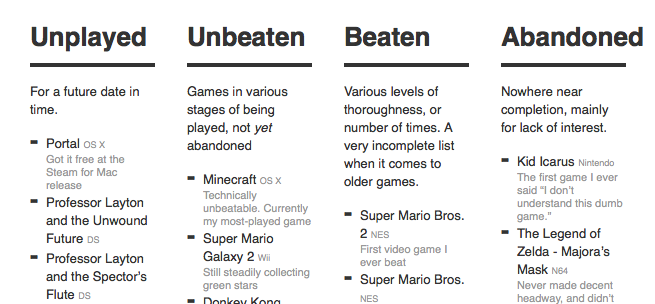 Unplayed
For a future date in
time.
Portal OS X
Got it free at the
Steam for Mac
release
Professor Layton
and the Unwound
Future DS
Professor Layton
and the Spector's
Flute DS
Unbeaten
Games in various
stages of being
played, not yet
abandoned
Minecraft OS X
Technically
unbeatable. Currently
my most-played game
Super Mario
Galaxy 2 Wii
Still steadily collecting
green stars
Donkey Kong
Beaten
Various levels of
thoroughness, or
number of times. A
very incomplete list
when it comes to
older games.
Super Mario Bros.
2 NES
First video game I
ever beat
Super Mario Bros.
NES
Abandoned
Nowhere near
completion, mainly
for lack of interest.
Kid Icarus Nintendo
The first game I ever
said “I don’t
understand this dumb
game.”
The Legend of
Zelda - Majora’s
Mask N64
Never made decent
headway, and didn’t